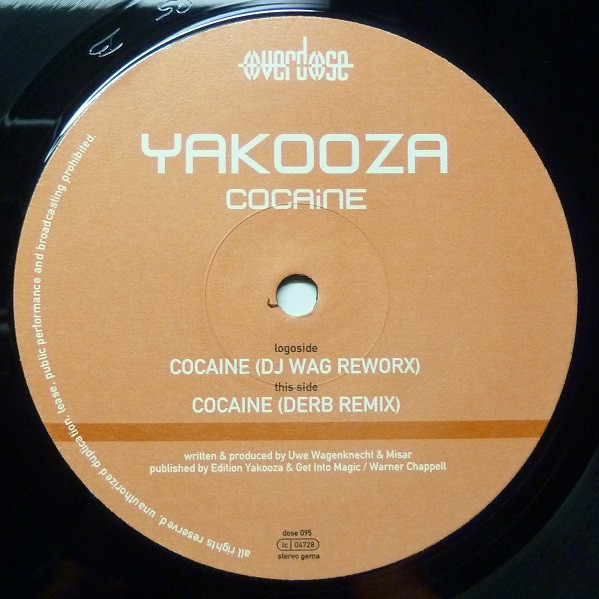 overdose
YAKOOZA
COCAiNE
logoside
COCAINE (DJ WAG REWORX)
this side
COCAINE (DERB REMIX)
written & produced by Uwe Wagenknecht & Misar
published by Edition Yakooza & Get Into Magic / Warner Chappell
dose 095
lc | 04728
stereo gema
all rights reserved. unauthorized duplication, lease, public performance and broadcasting prohibited.